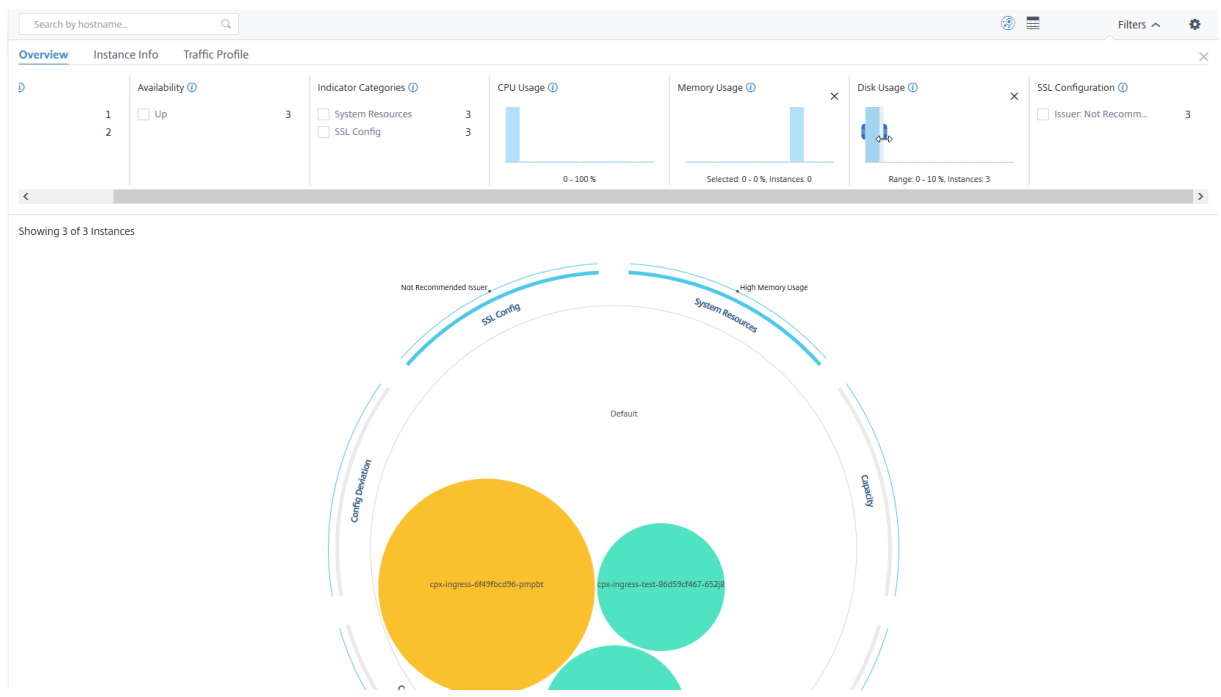 Search by hostname...
Filters
Overview Instance Info Traffic Profile
Availability
Indicator Categories
CPU Usage
Memory Usage
Disk Usage
SSL Configuration
1
2
Up 3
System Resources 3
SSL Config 3
Issuer: Not Recomm... 3
0 - 100 %
Selected: 0 - 0 %, Instances: 0
Range: 0 - 10 %, Instances: 3
Showing 3 of 3 Instances
Not Recommended Issuer
High Memory Usage
SSL Config
System Resources
Default
Config Deviation
Capacity
cpx-ingress-6f49fbcd96-pmpbt
cpx-ingress-test-86d59cf467-652j8